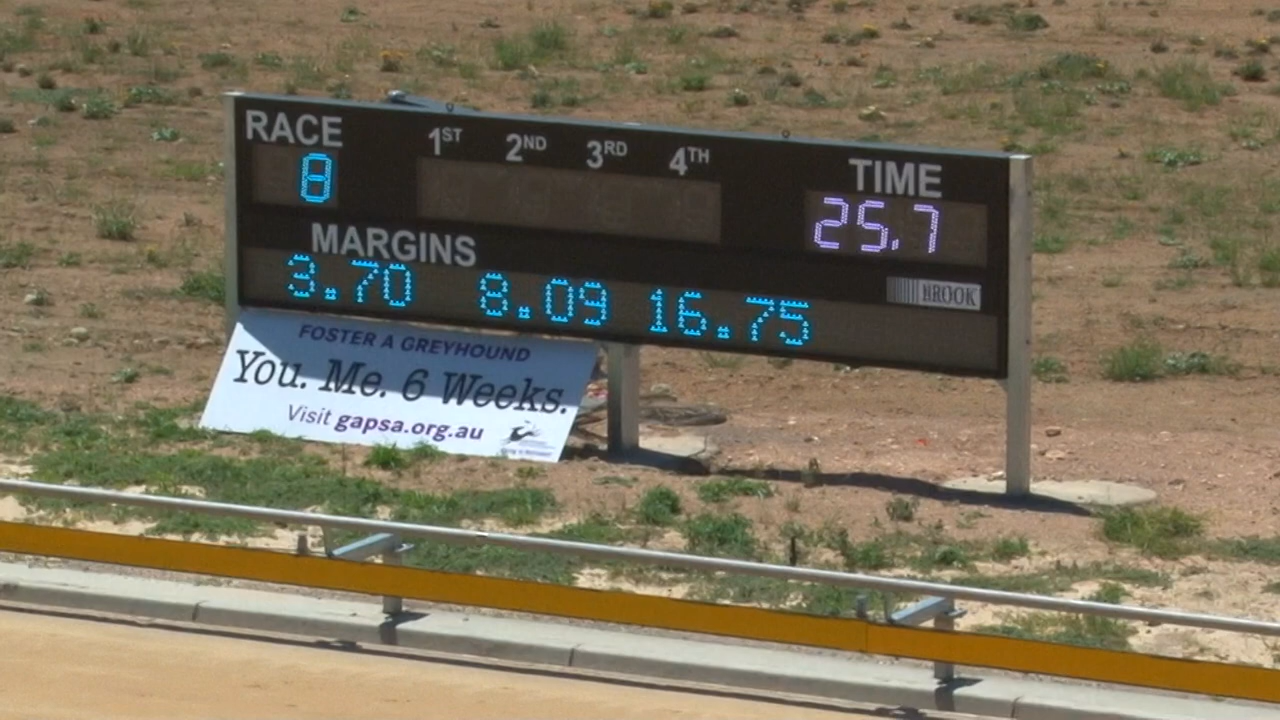 RACE 1ST 2ND 3RD 4TH TIME
8 25.7
MARGINS
3.70 8.09 16.75
BROOK
FOSTER A GREYHOUND
You. Me. 6 Weeks.
Visit gapsa.org.au